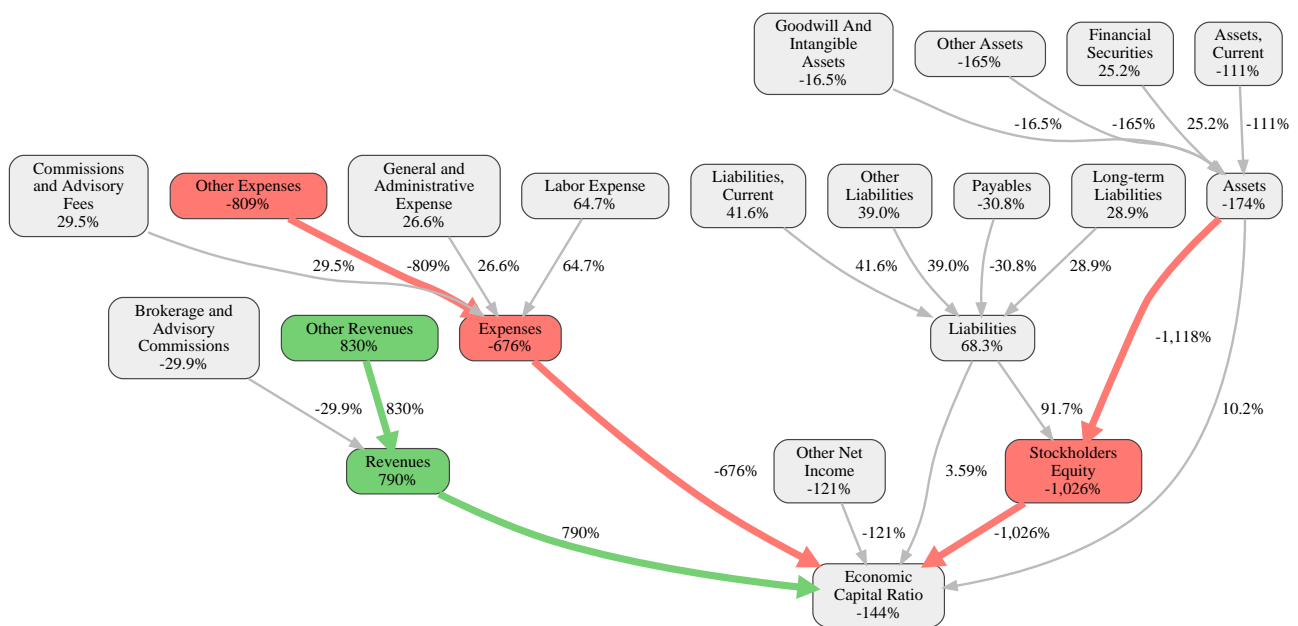 Goodwill And
Intangible
Assets
-16.5%
Other Assets
-165%
Financial
Securities
25.2%
Assets,
Current
-111%
-16.5%
-165%
25.2%
-111%
Commissions
and Advisory
Fees
29.5%
Other Expenses
-809%
General and
Administrative
Expense
26.6%
Labor Expense
64.7%
Liabilities,
Current
41.6%
Other
Liabilities
39.0%
Payables
-30.8%
Long-term
Liabilities
28.9%
Assets
-174%
29.5%
-809%
26.6%
64.7%
41.6%
39.0%
-30.8%
28.9%
Brokerage and
Advisory
Commissions
-29.9%
Other Revenues
830%
Expenses
-676%
Liabilities
68.3%
-1,118%
-29.9%
830%
91.7%
10.2%
Revenues
790%
Other Net
Income
-121%
Stockholders
Equity
-1,026%
-676%
3.59%
790%
-121%
-1,026%
Economic
Capital Ratio
-144%